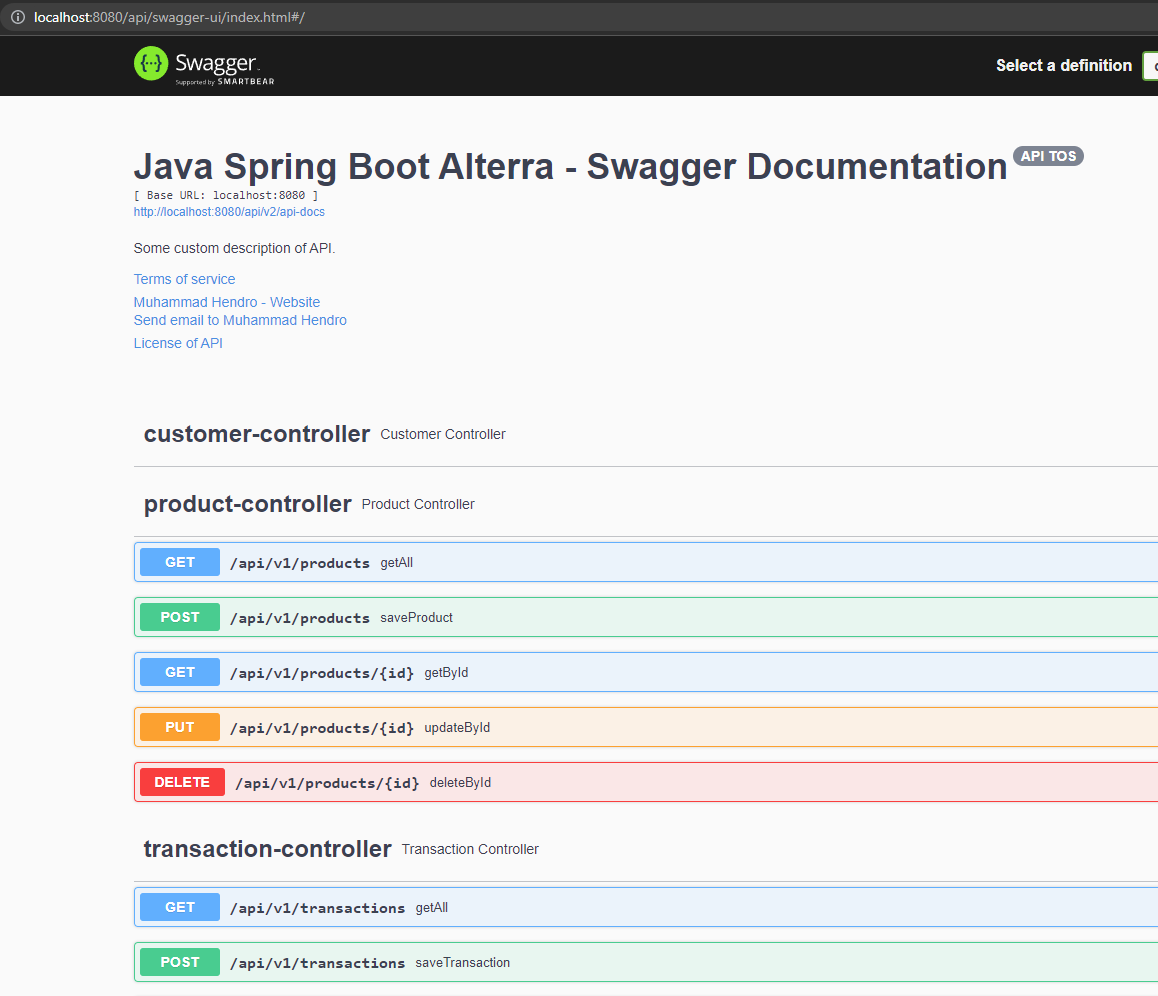 localhost:8080/api/swagger-ui/index.html#/
Swagger.
Supported by SMARTBEAR
Select a definition
Java Spring Boot Alterra - Swagger Documentation API TOS
[ Base URL: localhost:8080 ]
http://localhost:8080/api/v2/api-docs
Some custom description of API.
Terms of service
Muhammad Hendro - Website
Send email to Muhammad Hendro
License of API
customer-controller Customer Controller
product-controller Product Controller
GET /api/v1/products getAll
POST /api/v1/products saveProduct
GET /api/v1/products/{id} getById
PUT /api/v1/products/{id} updateById
DELETE /api/v1/products/{id} deleteById
transaction-controller Transaction Controller
GET /api/v1/transactions getAll
POST /api/v1/transactions saveTransaction